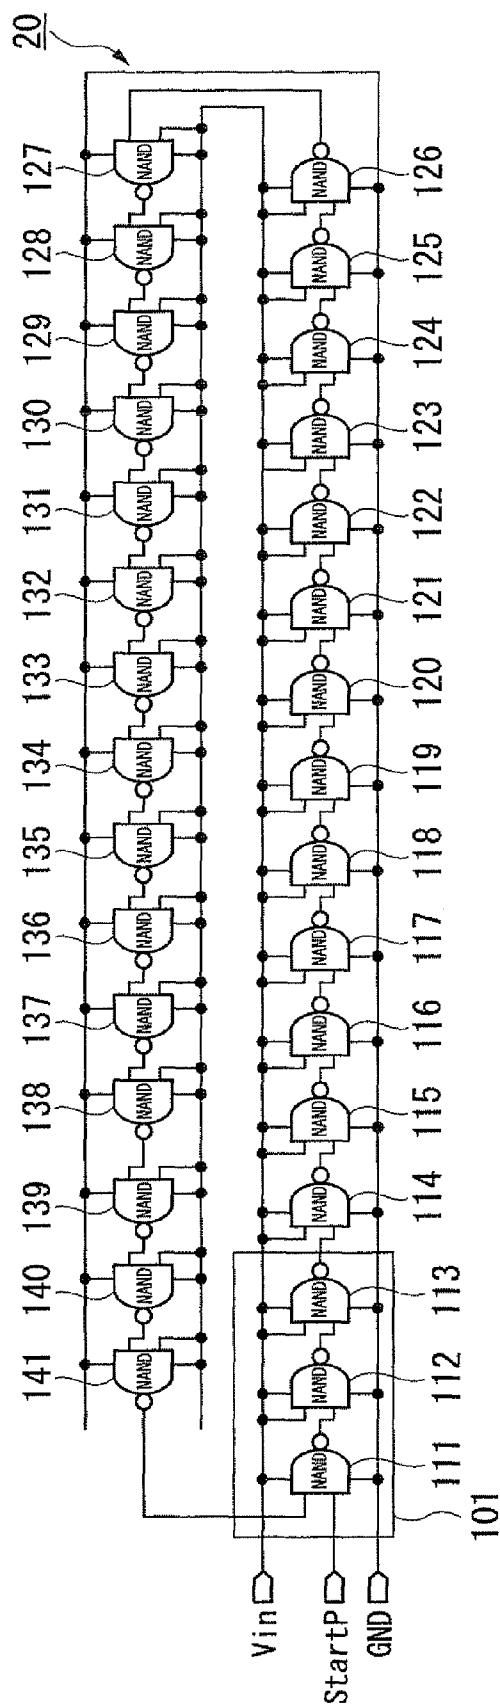 20
141 140 139 138 137 136 135 134 133 132 131 130 129 128 127
NAND NAND NAND NAND NAND NAND NAND NAND NAND NAND NAND NAND NAND NAND NAND
Vin
StartP
GND
NAND NAND NAND NAND NAND NAND NAND NAND NAND NAND NAND NAND NAND NAND NAND NAND
111 112 113 114 115 116 117 118 119 120 121 122 123 124 125 126
101